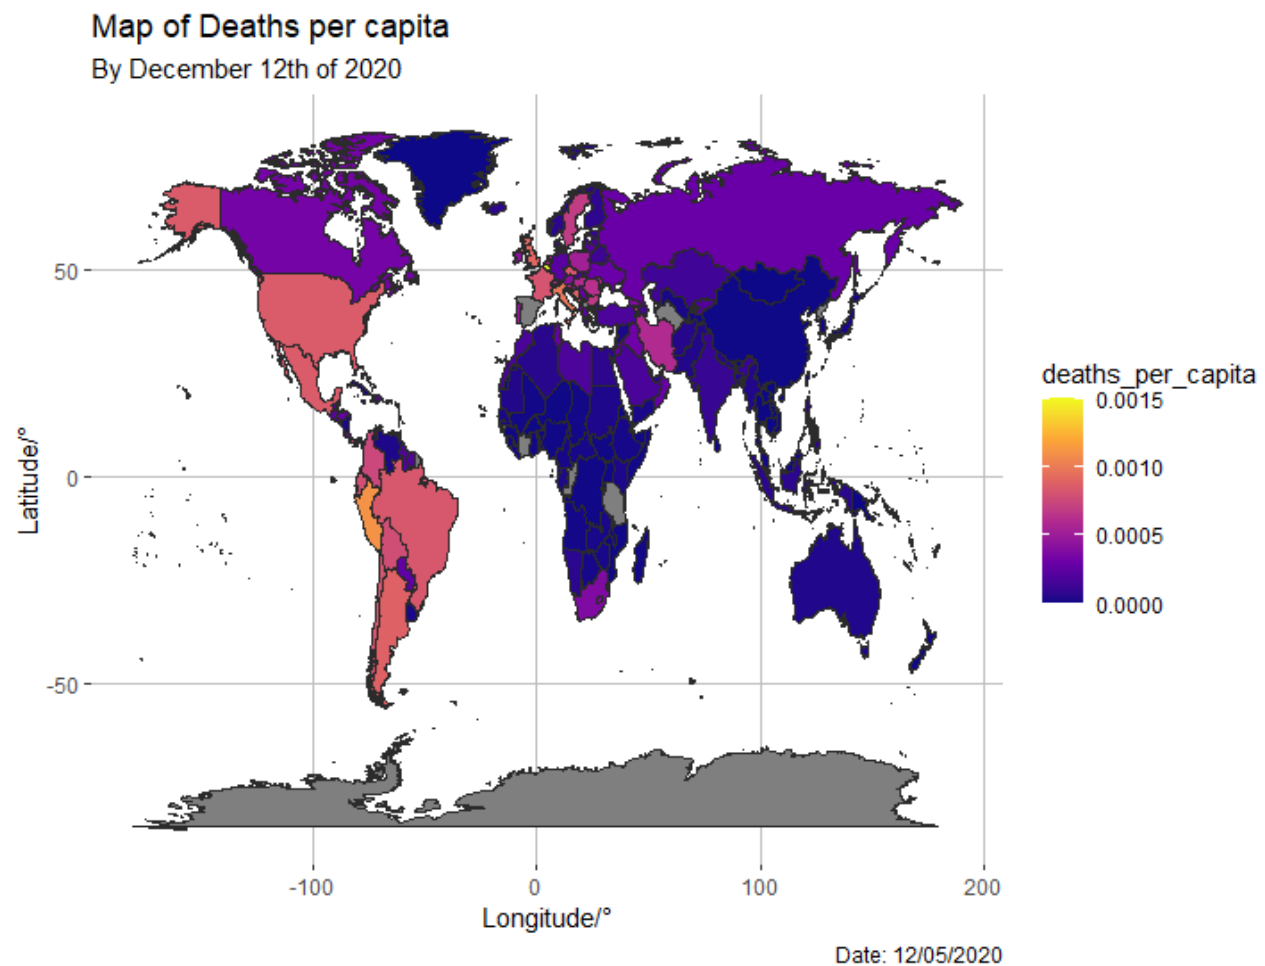 Map of Deaths per capita
By December 12th of 2020
50
0
-50
Latitude/°
-100
0
100
200
Longitude/°
deaths_per_capita
0.0015
0.0010
0.0005
0.0000
Date: 12/05/2020